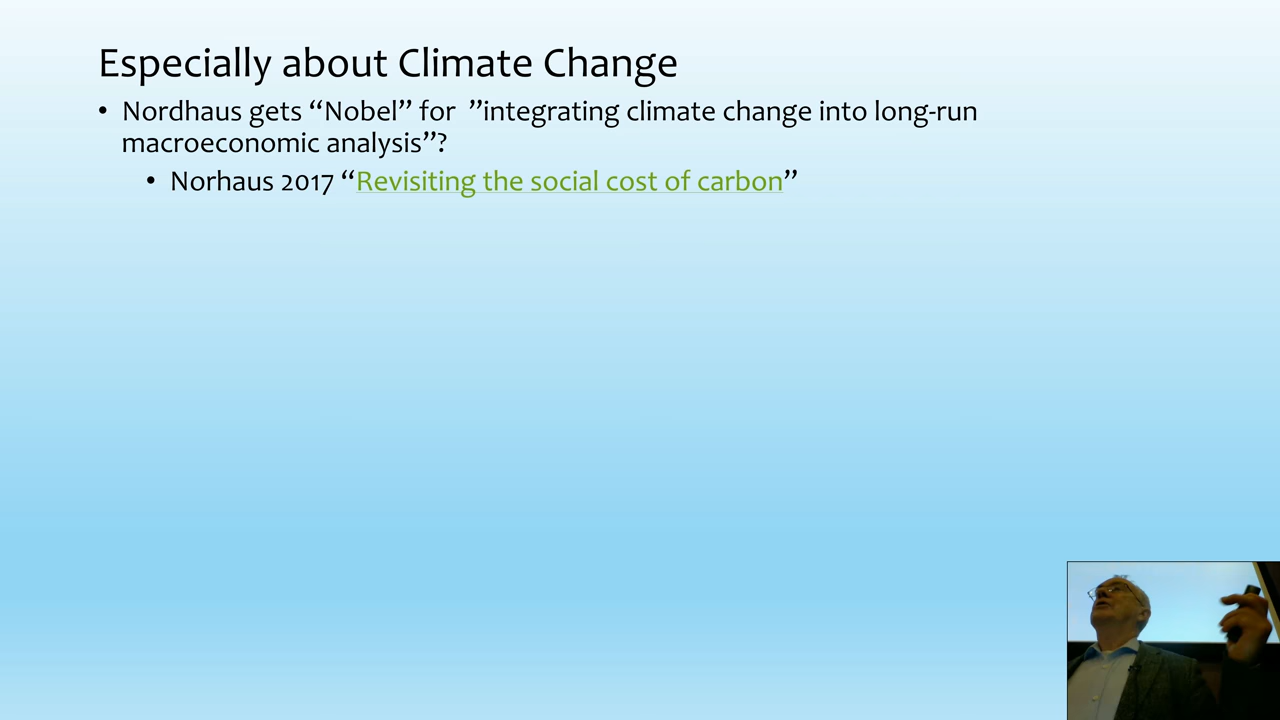 Especially about Climate Change
• Nordhaus gets “Nobel” for ”integrating climate change into long-run
macroeconomic analysis”?
• Norhaus 2017 “Revisiting the social cost of carbon”